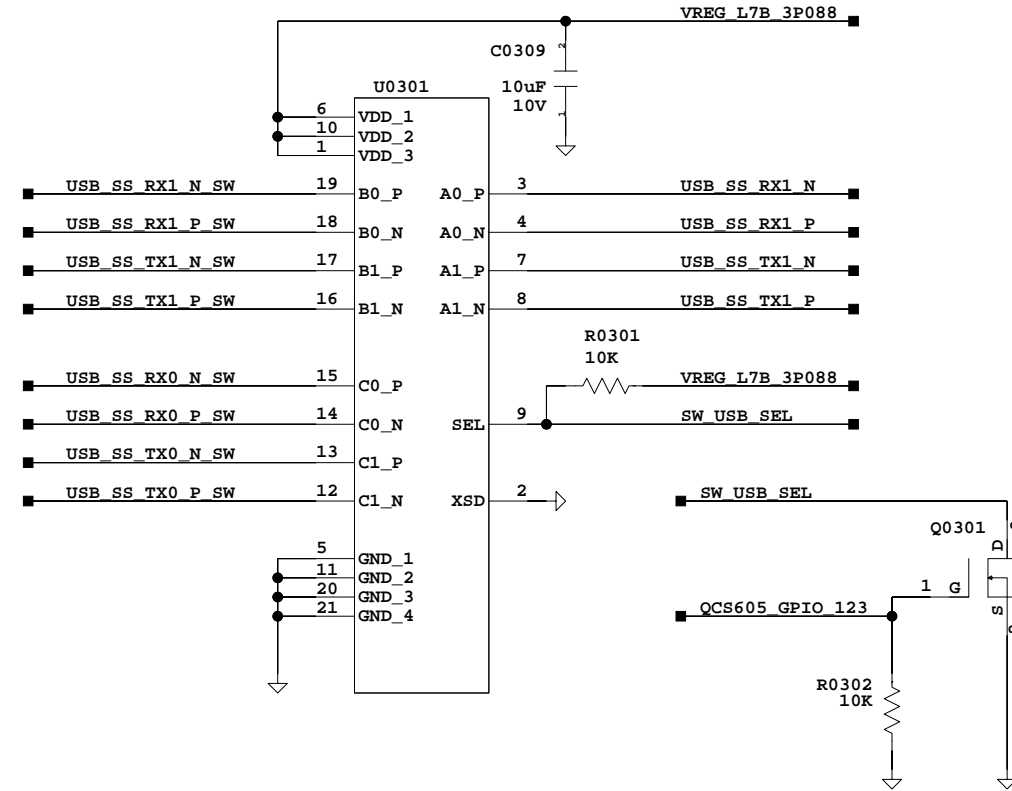 VREG_L7B_3P088
C0309
2
10uF
10V
1
U0301
6 VDD_1
10 VDD_2
1 VDD_3
USB_SS_RX1_N_SW 19 B0_P A0_P 3 USB_SS_RX1_N
USB_SS_RX1_P_SW 18 B0_N A0_N 4 USB_SS_RX1_P
USB_SS_TX1_N_SW 17 B1_P A1_P 7 USB_SS_TX1_N
USB_SS_TX1_P_SW 16 B1_N A1_N 8 USB_SS_TX1_P
R0301
10K
USB_SS_RX0_N_SW 15 C0_P VREG_L7B_3P088
USB_SS_RX0_P_SW 14 C0_N SEL 9 SW_USB_SEL
USB_SS_TX0_N_SW 13 C1_P
USB_SS_TX0_P_SW 12 C1_N XSD 2 SW_USB_SEL
Q0301
D
5 GND_1
11 GND_2
20 GND_3
21 GND_4
1 G
S
QCS605_GPIO_123
R0302
10K